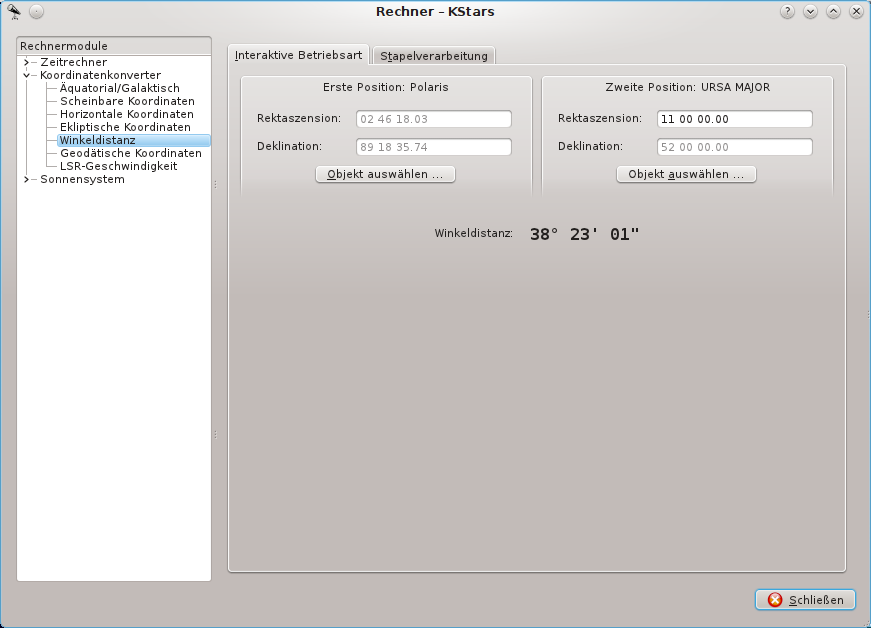 Rechner – KStars
Rechnermodule
Zeitrechner
Koordinatenkonverter
Äquatorial/Galaktisch
Scheinbare Koordinaten
Horizontale Koordinaten
Ekliptische Koordinaten
Winkeldistanz
Geodätische Koordinaten
LSR-Geschwindigkeit
Sonnensystem
Interaktive Betriebsart
Stapelverarbeitung
Erste Position: Polaris
Rektaszension: 02 46 18.03
Deklination: 89 18 35.74
Objekt auswählen ...
Zweite Position: URSA MAJOR
Rektaszension: 11 00 00.00
Deklination: 52 00 00.00
Objekt auswählen ...
Winkeldistanz: 38° 23' 01"
Schließen